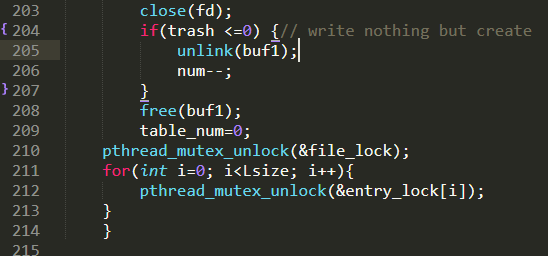 203 close(fd);
{ 204 if(trash <=0) {// write nothing but create
205 unlink(buf1);
206 num--;
} 207 }
208 free(buf1);
209 table_num=0;
210 pthread_mutex_unlock(&file_lock);
211 for(int i=0; i<Lsize; i++){
212 pthread_mutex_unlock(&entry_lock[i]);
213 }
214 }
215